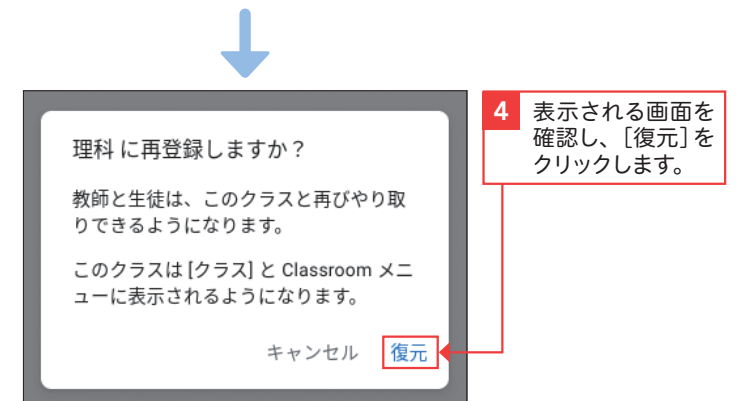 理科 に再登録しますか？
教師と生徒は、このクラスと再びやり取
りできるようになります。
このクラスは [クラス] と Classroom メニ
ューに表示されるようになります。
キャンセル 復元
4 表示される画面を
確認し、［復元］を
クリックします。